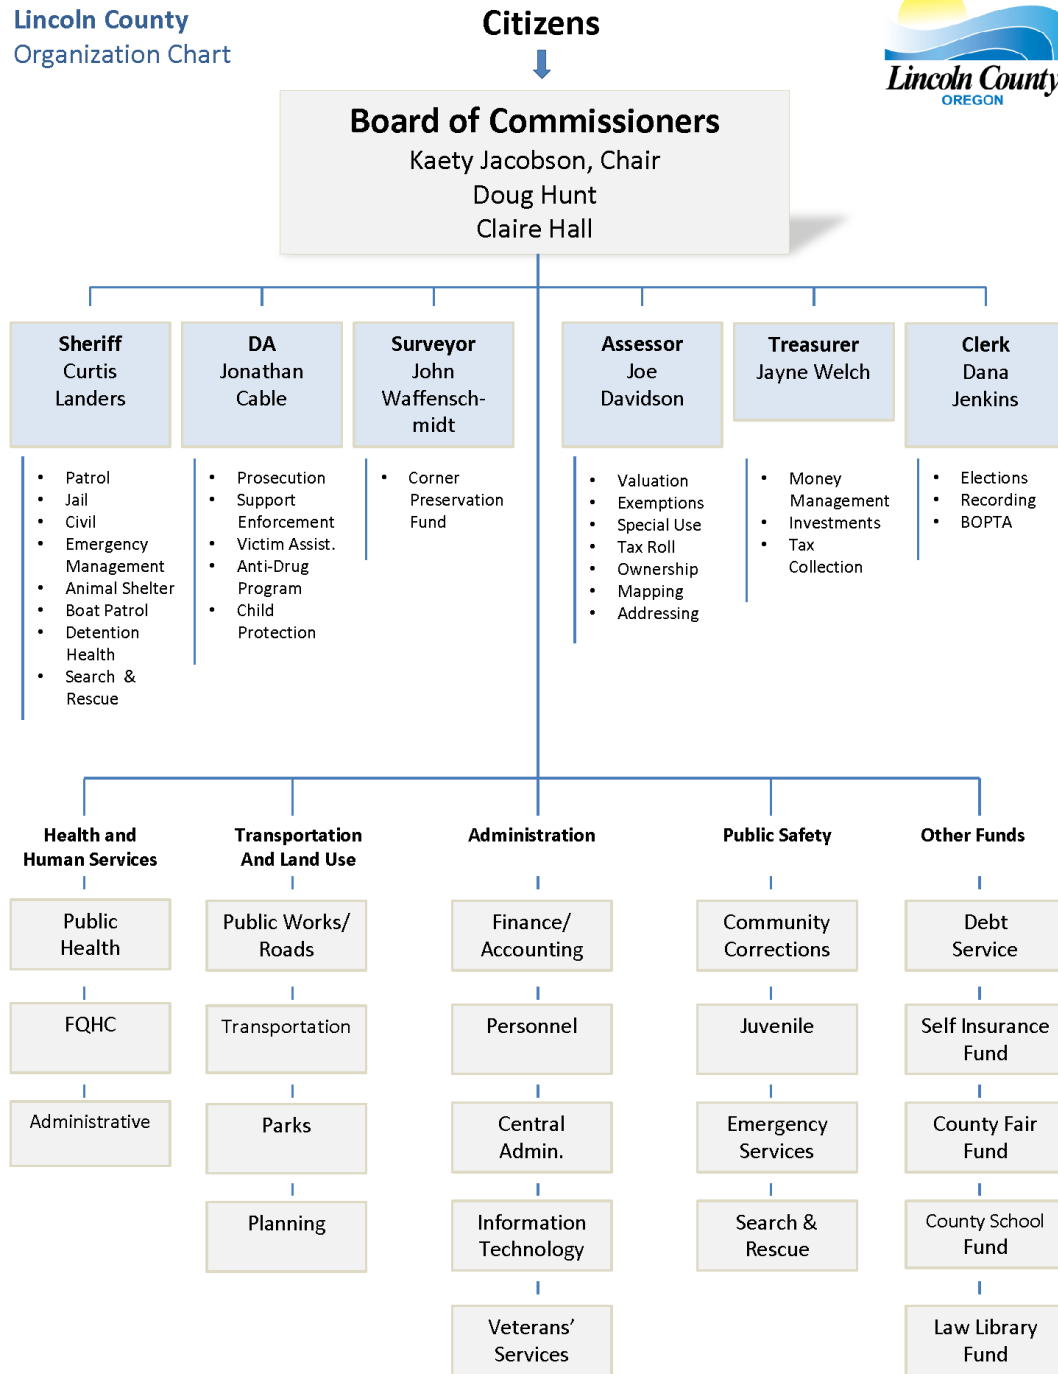 Lincoln County
Organization Chart
Citizens
Lincoln County
OREGON
Board of Commissioners
Kaety Jacobson, Chair
Doug Hunt
Claire Hall
Sheriff
Curtis
Landers
DA
Jonathan
Cable
Surveyor
John
Waffensch-
midt
Assessor
Joe
Davidson
Treasurer
Jayne Welch
Clerk
Dana
Jenkins
• Patrol
• Jail
• Civil
• Emergency
Management
• Animal Shelter
• Boat Patrol
• Detention
Health
• Search &
Rescue
• Prosecution
• Support
Enforcement
• Victim Assist.
• Anti-Drug
Program
• Child
Protection
• Corner
Preservation
Fund
• Valuation
• Exemptions
• Special Use
• Tax Roll
• Ownership
• Mapping
• Addressing
• Money
Management
• Investments
• Tax
Collection
• Elections
• Recording
• BOPTA
Health and
Human Services
Public
Health
FQHC
Administrative
Transportation
And Land Use
Public Works/
Roads
Transportation
Parks
Planning
Administration
Finance/
Accounting
Personnel
Central
Admin.
Information
Technology
Veterans'
Services
Public Safety
Community
Corrections
Juvenile
Emergency
Services
Search &
Rescue
Other Funds
Debt
Service
Self Insurance
Fund
County Fair
Fund
County School
Fund
Law Library
Fund